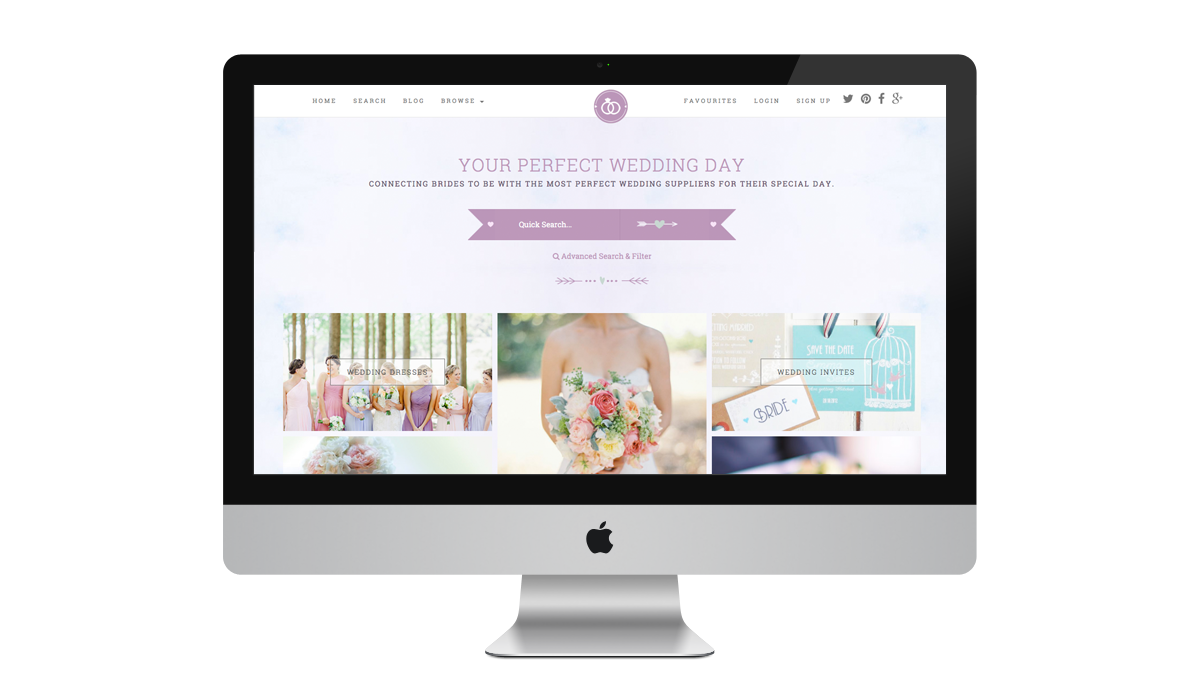 HOME SEARCH BLOG BROWSE FAVOURITES LOGIN SIGN UP
YOUR PERFECT WEDDING DAY
CONNECTING BRIDES TO BE WITH THE MOST PERFECT WEDDING SUPPLIERS FOR THEIR SPECIAL DAY.
Quick Search...
Advanced Search & Filter
WEDDING DRESSES
WEDDING INVITES
SAVE THE DATE
BRIDE